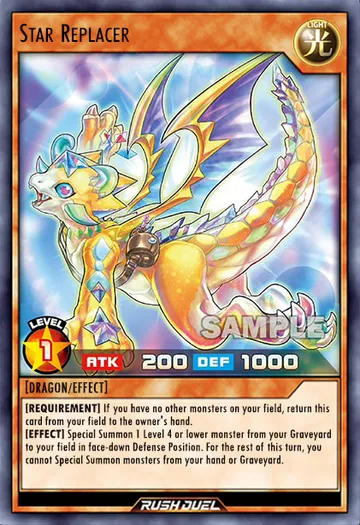 Star Replacer
LIGHT
光
SAMPLE
LEVEL
1
ATK 200 DEF 1000
[DRAGON/EFFECT]
[REQUIREMENT] If you have no other monsters on your field, return this
card from your field to the owner's hand.
[EFFECT] Special Summon 1 Level 4 or lower monster from your Graveyard
to your field in face-down Defense Position. For the rest of this turn, you
cannot Special Summon monsters from your hand or Graveyard.
RUSH DUEL